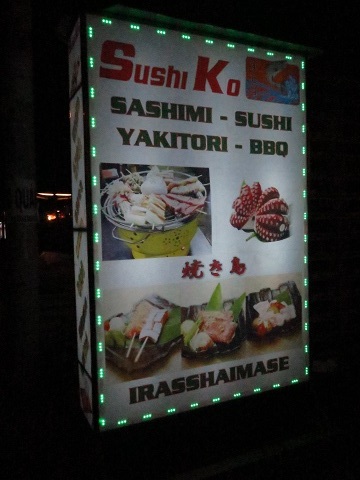 Sushi Ko
SASHIMI - SUSHI
YAKITORI - BBQ
焼き鳥
IRASSHAIMASE